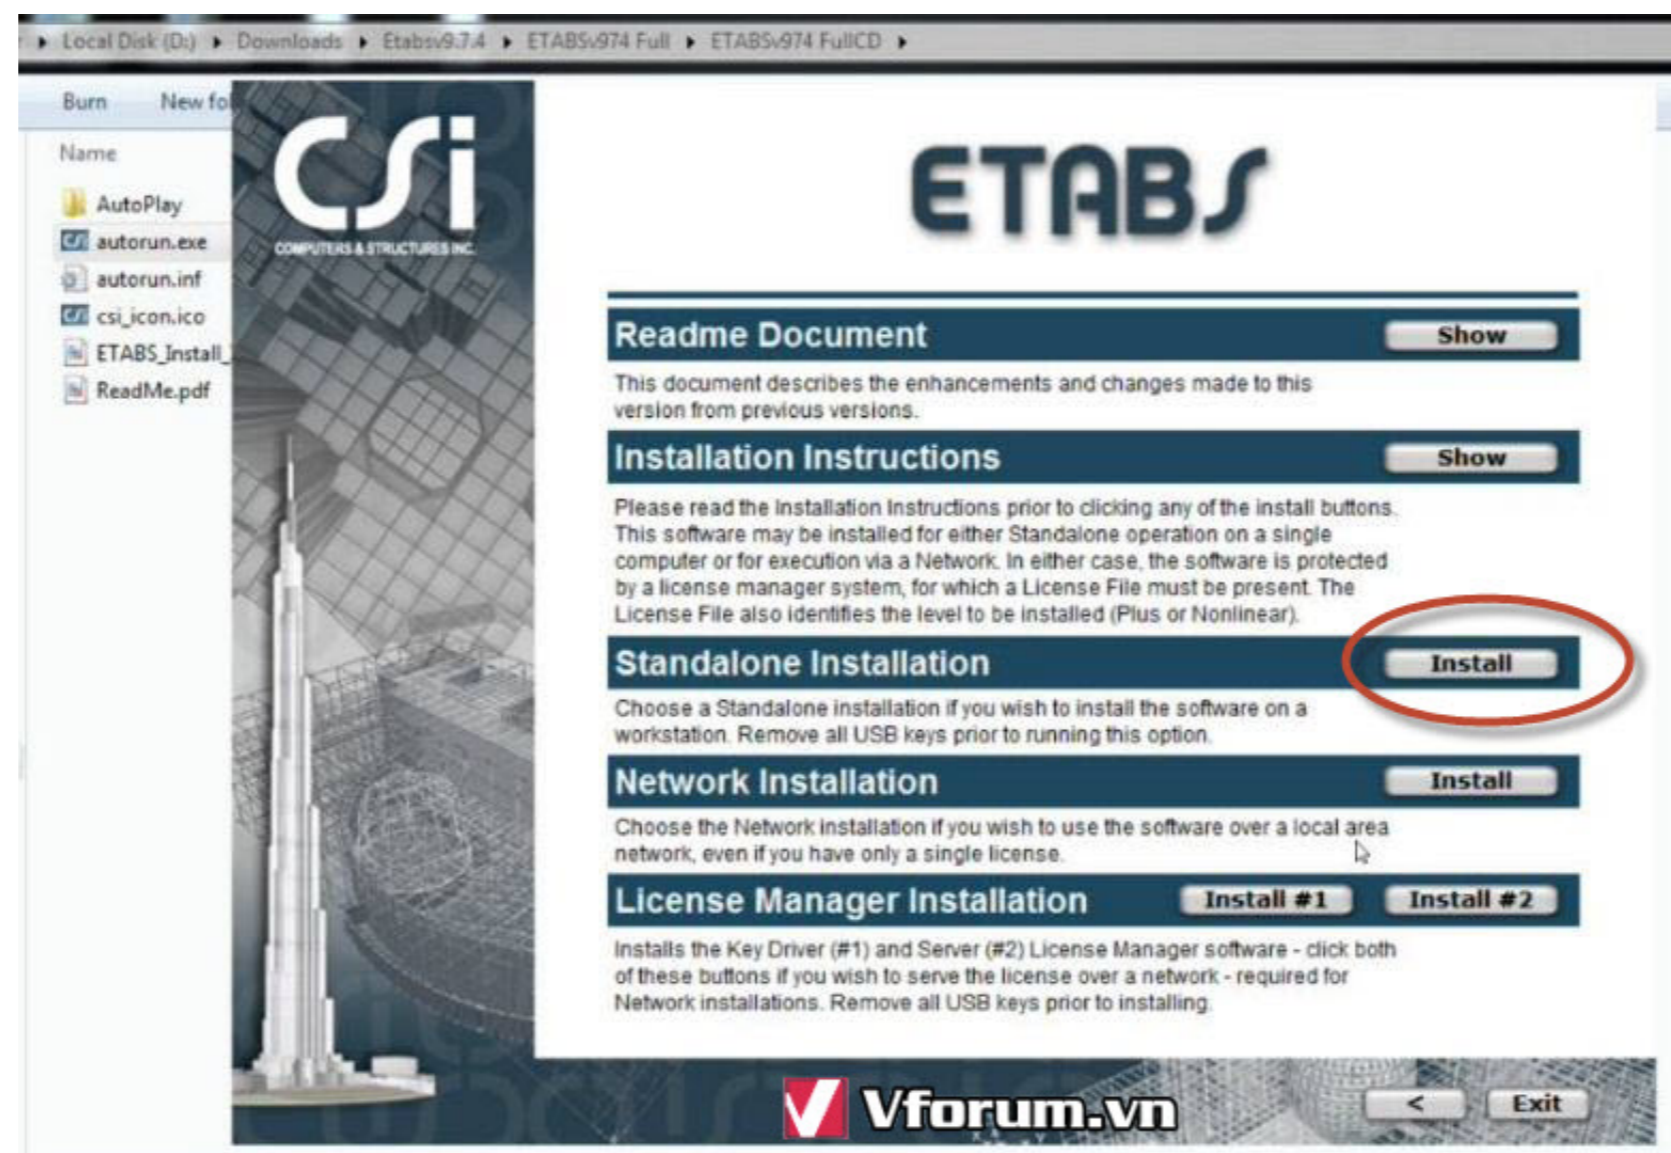 Local Disk (D:) ▸ Downloads ▸ Etabsv9.7.4 ▸ ETABSv974 Full ▸ ETABSv974 FullCD ▸
Burn
Name
AutoPlay
autorun.exe
autorun.inf
csi_icon.ico
ETABS_Install_
ReadMe.pdf
CSi
COMPUTERS & STRUCTURES INC.
ETABS
Readme Document Show
This document describes the enhancements and changes made to this
version from previous versions.
Installation Instructions Show
Please read the Installation Instructions prior to clicking any of the install buttons.
This software may be installed for either Standalone operation on a single
computer or for execution via a Network. In either case, the software is protected
by a license manager system, for which a License File must be present. The
License File also identifies the level to be installed (Plus or Nonlinear).
Standalone Installation Install
Choose a Standalone installation if you wish to install the software on a
workstation. Remove all USB keys prior to running this option.
Network Installation Install
Choose the Network installation if you wish to use the software over a local area
network, even if you have only a single license.
License Manager Installation Install #1 Install #2
Installs the Key Driver (#1) and Server (#2) License Manager software - click both
of these buttons if you wish to serve the license over a network - required for
Network installations. Remove all USB keys prior to installing.
Vforum.vn
< Exit